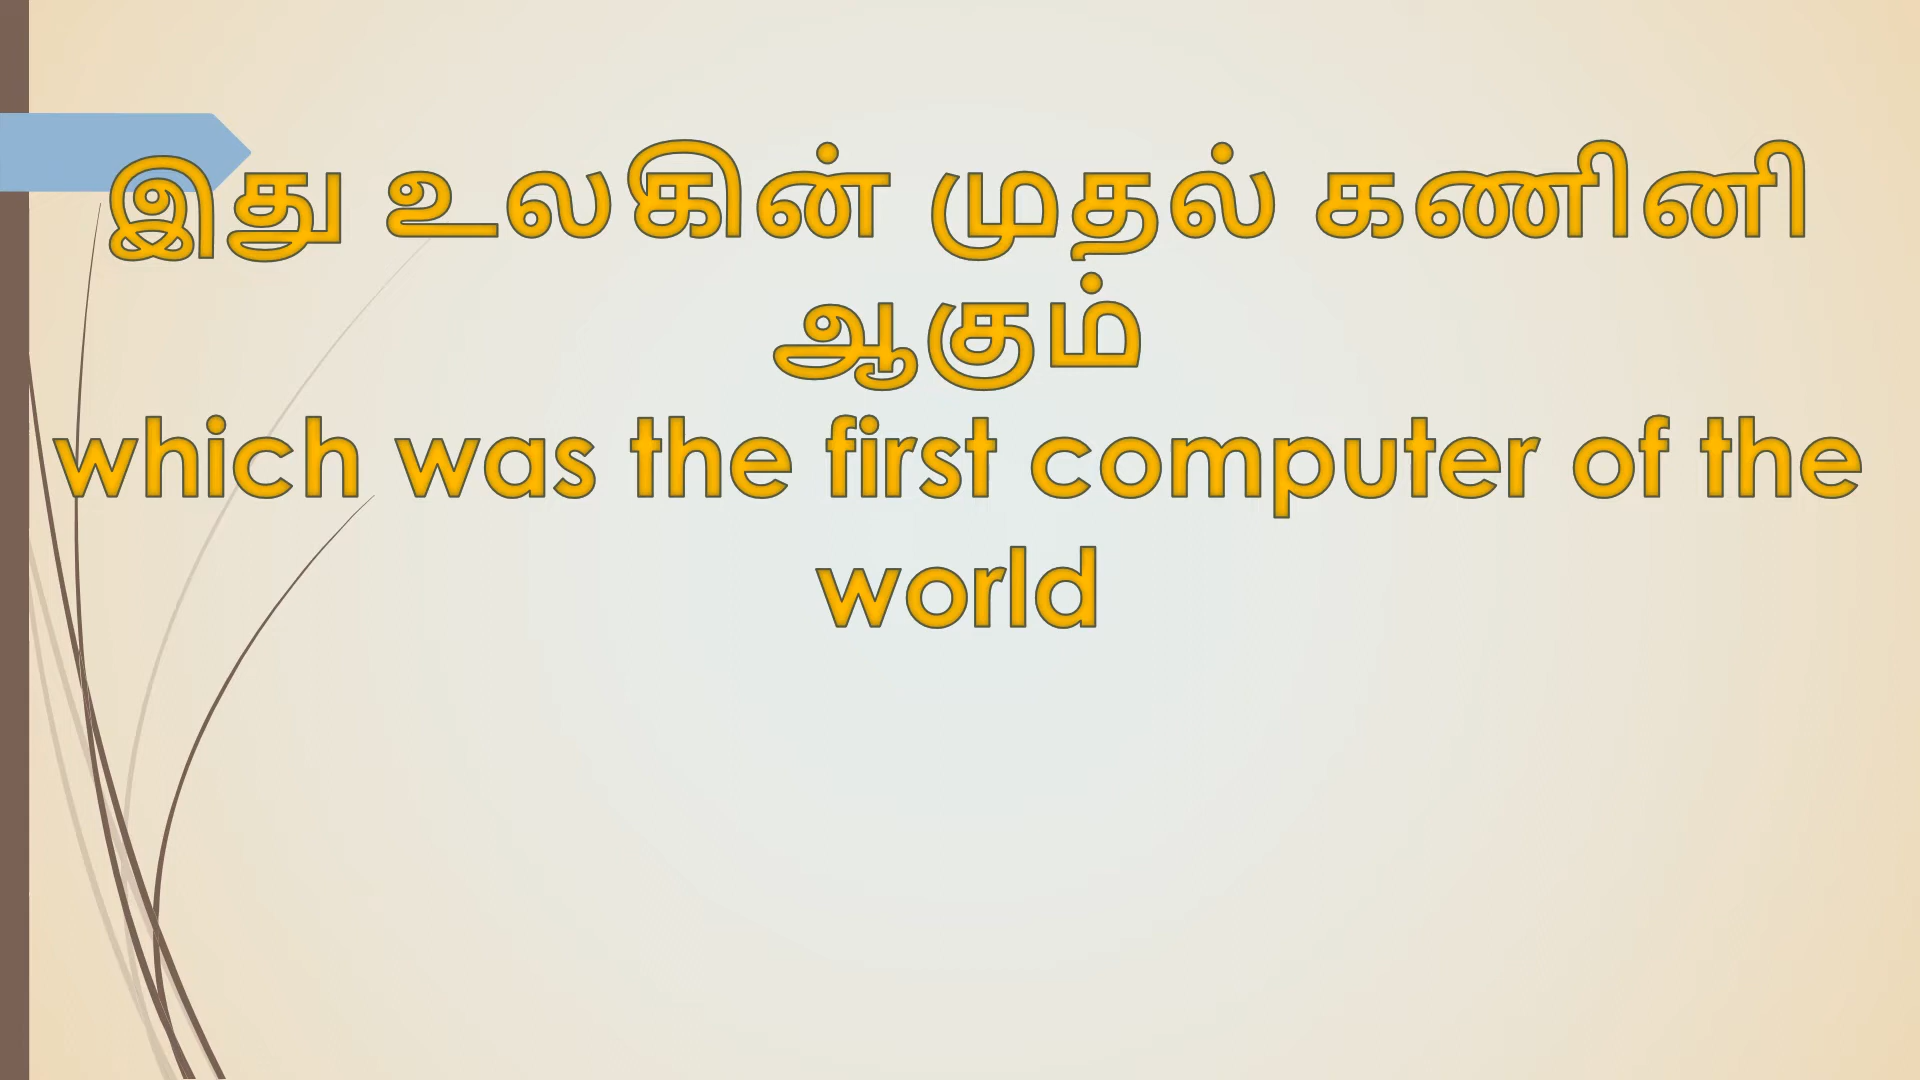 இது உலகின் முதல் கணினி
ஆகும்
which was the first computer of the
world